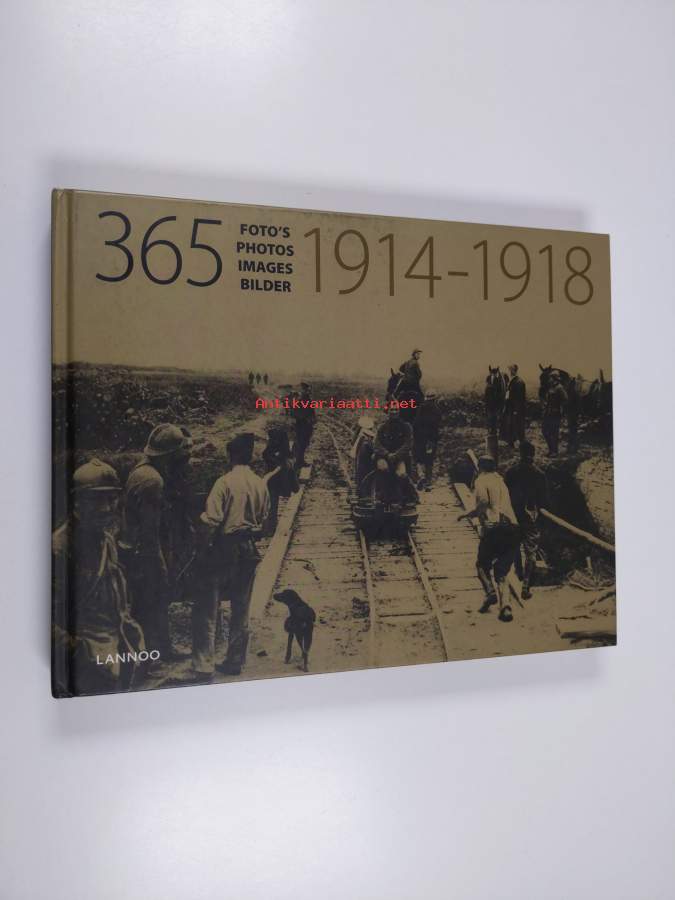 365
FOTO'S
PHOTOS
IMAGES
BILDER
1914-1918
Antikvariaatti.net
LANNOO